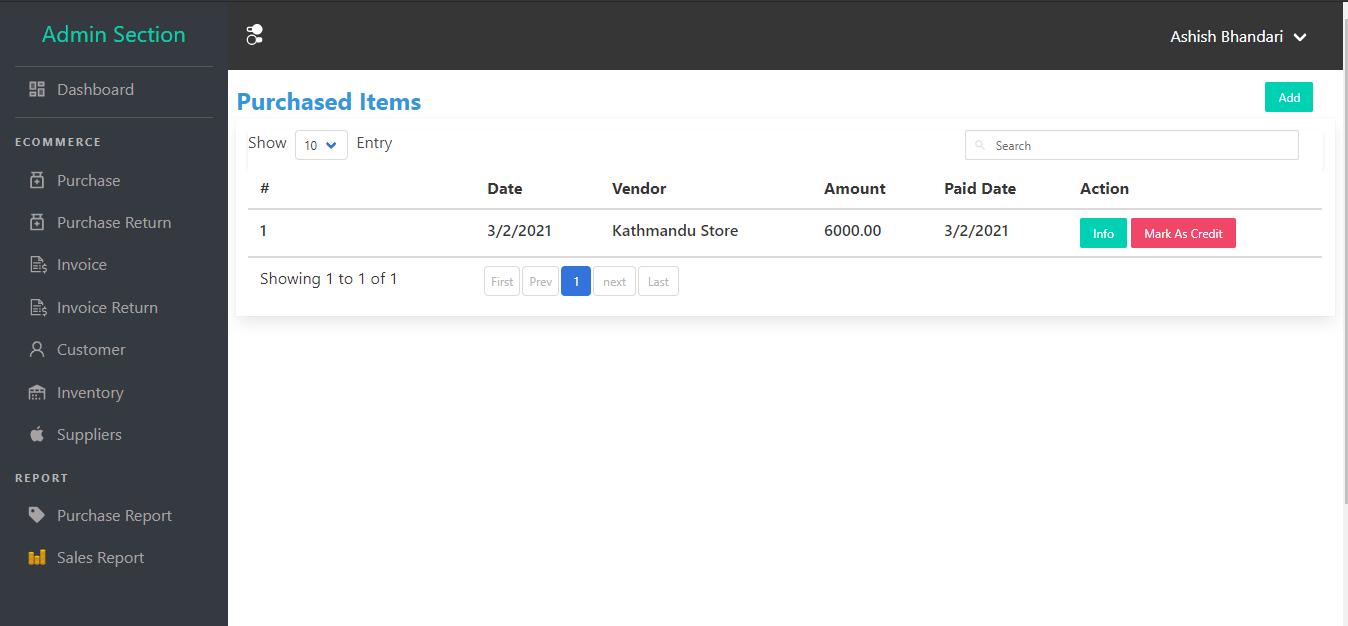 Admin Section
Ashish Bhandari
Dashboard
ECOMMERCE
Purchase
Purchase Return
Invoice
Invoice Return
Customer
Inventory
Suppliers
REPORT
Purchase Report
Sales Report
Purchased Items
Add
Show 10 Entry
Search
# Date Vendor Amount Paid Date Action
1 3/2/2021 Kathmandu Store 6000.00 3/2/2021 Info Mark As Credit
Showing 1 to 1 of 1 First Prev 1 next Last